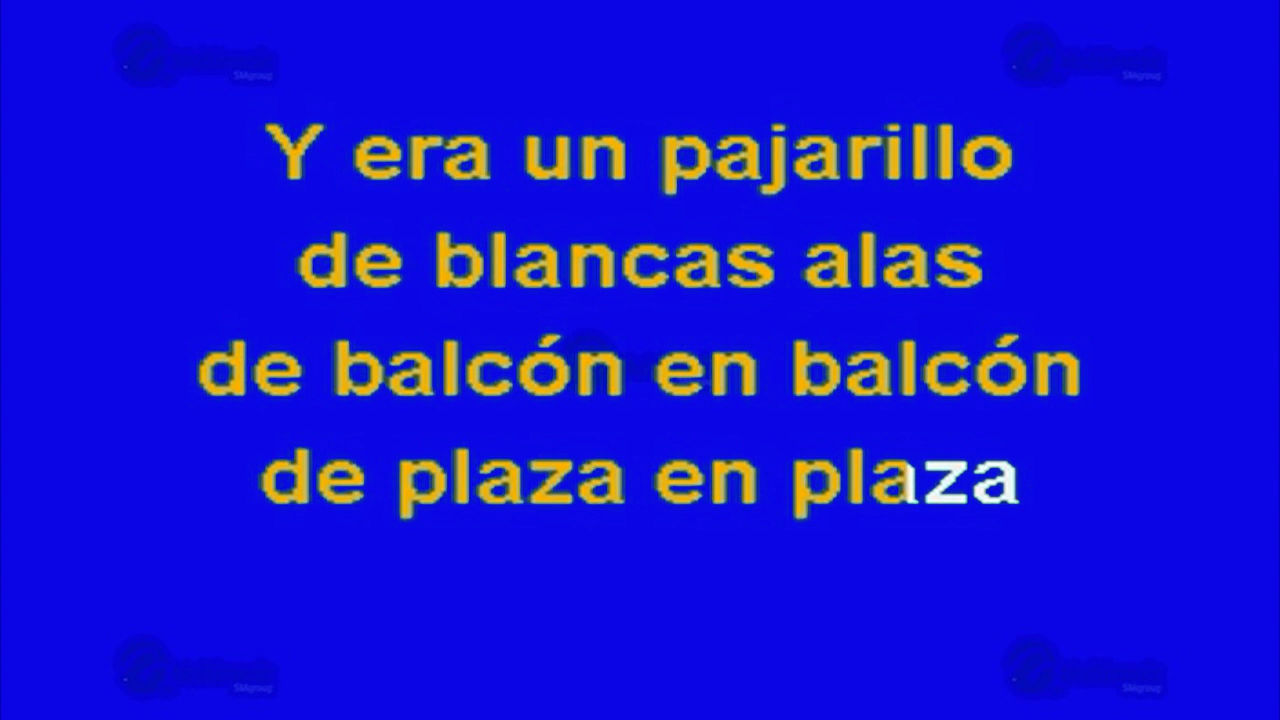 Y era un pajarillo
de blancas alas
de balcón en balcón
de plaza en plaza